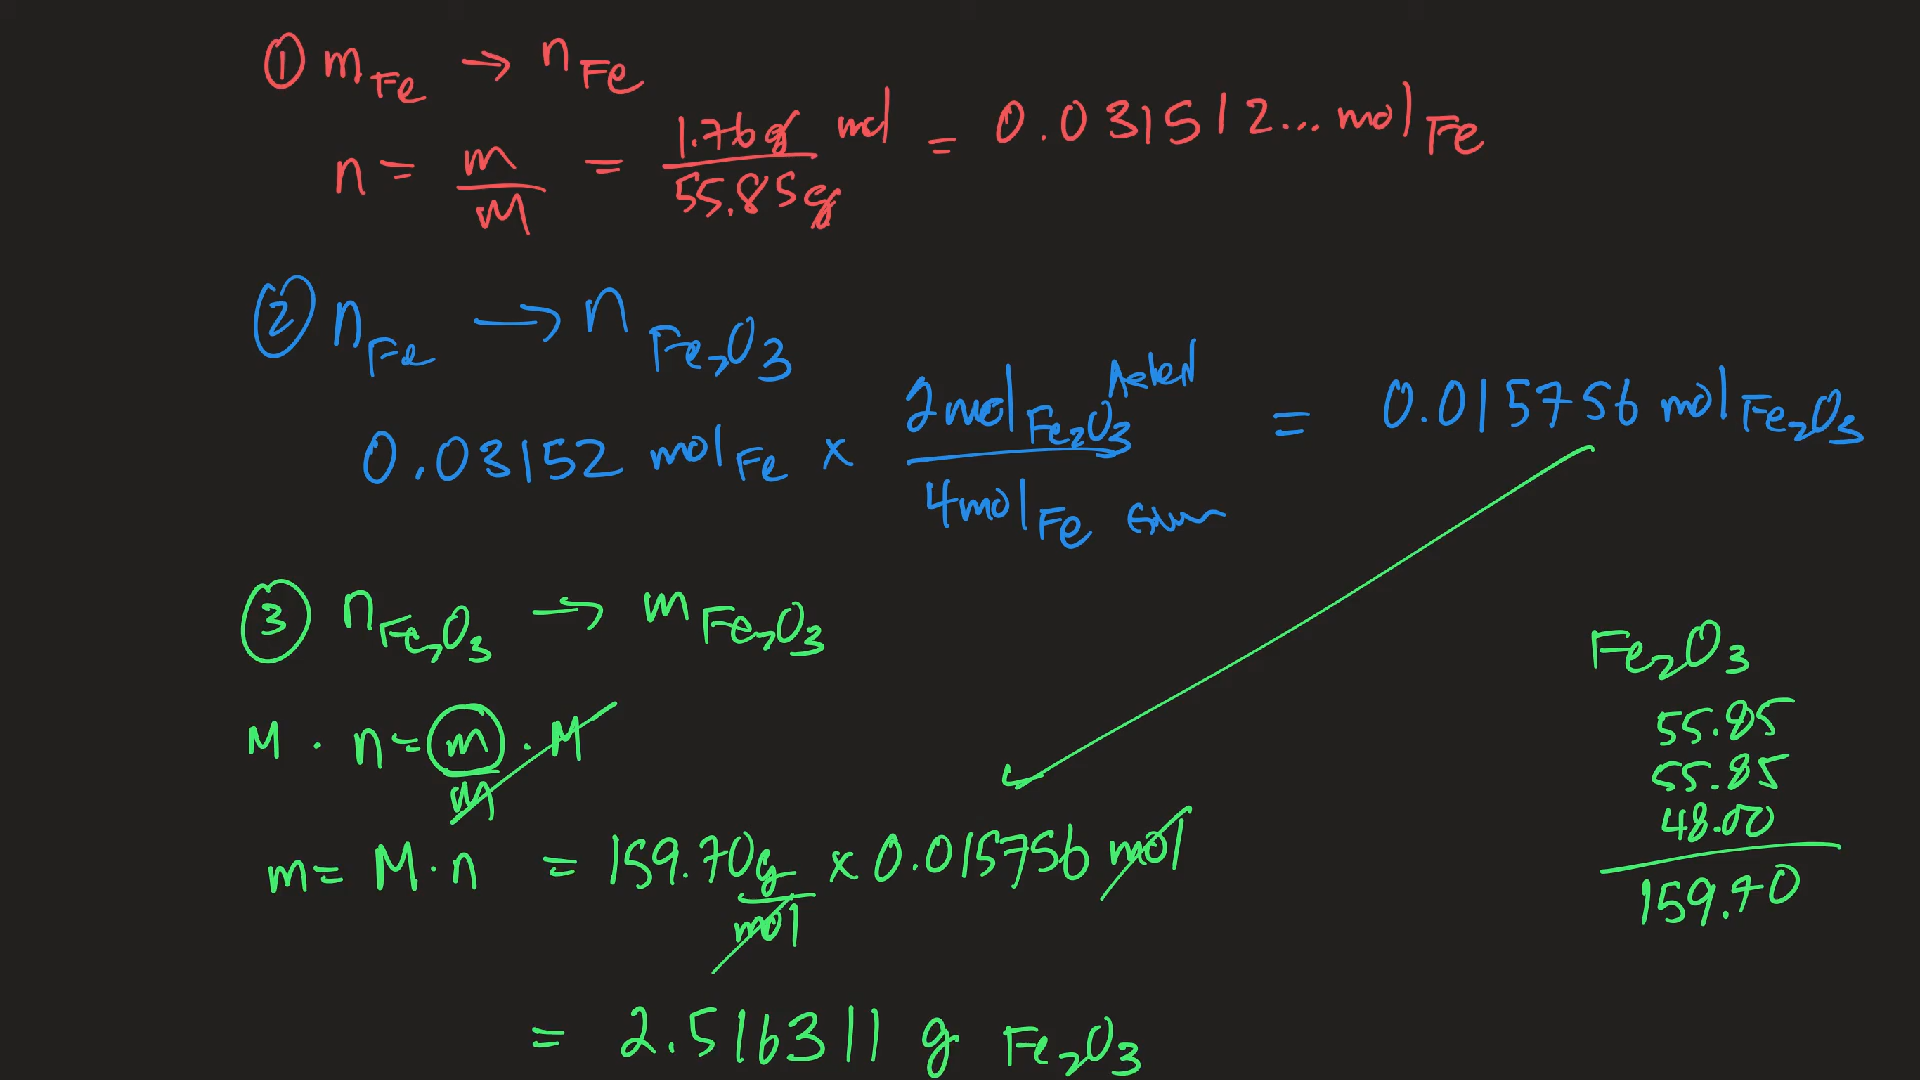 ① m Fe → n Fe
n = m/M = 1.76g/55.85g mol = 0.031512... mol Fe
② n Fe → n Fe2O3
0.03152 mol Fe × 2mol Fe2O3 / 4mol Fe = 0.015756 mol Fe2O3
③ n Fe2O3 → m Fe2O3
M · n = m/M · M
m = M · n = 159.70g/mol × 0.015756 mol
= 2.516311 g Fe2O3
Fe2O3
55.85
55.85
48.00
159.70